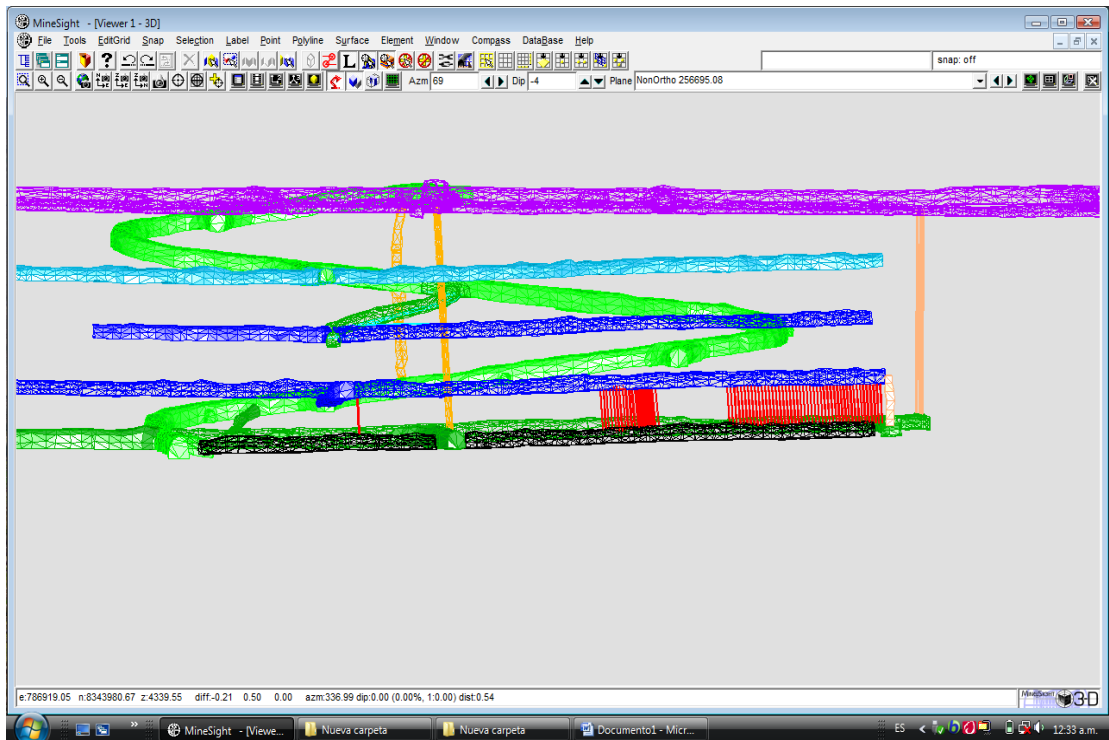 MineSight - [Viewer 1 - 3D]
File Tools EditGrid Snap Selection Label Point Polyline Surface Element Window Compass DataBase Help
snap: off
Azm 69 Dip -4 Plane NonOrtho 256695.08
e:786919.05 n:8343980.67 z:4339.55 diff:-0.21 0.50 0.00 azm:336.99 dip:0.00 (0.00%, 1:0.00) dist:0.54
MineSight 3-D
MineSight - [Viewe... Nueva carpeta Nueva carpeta Documento1 - Micr... ES 12:33 a.m.